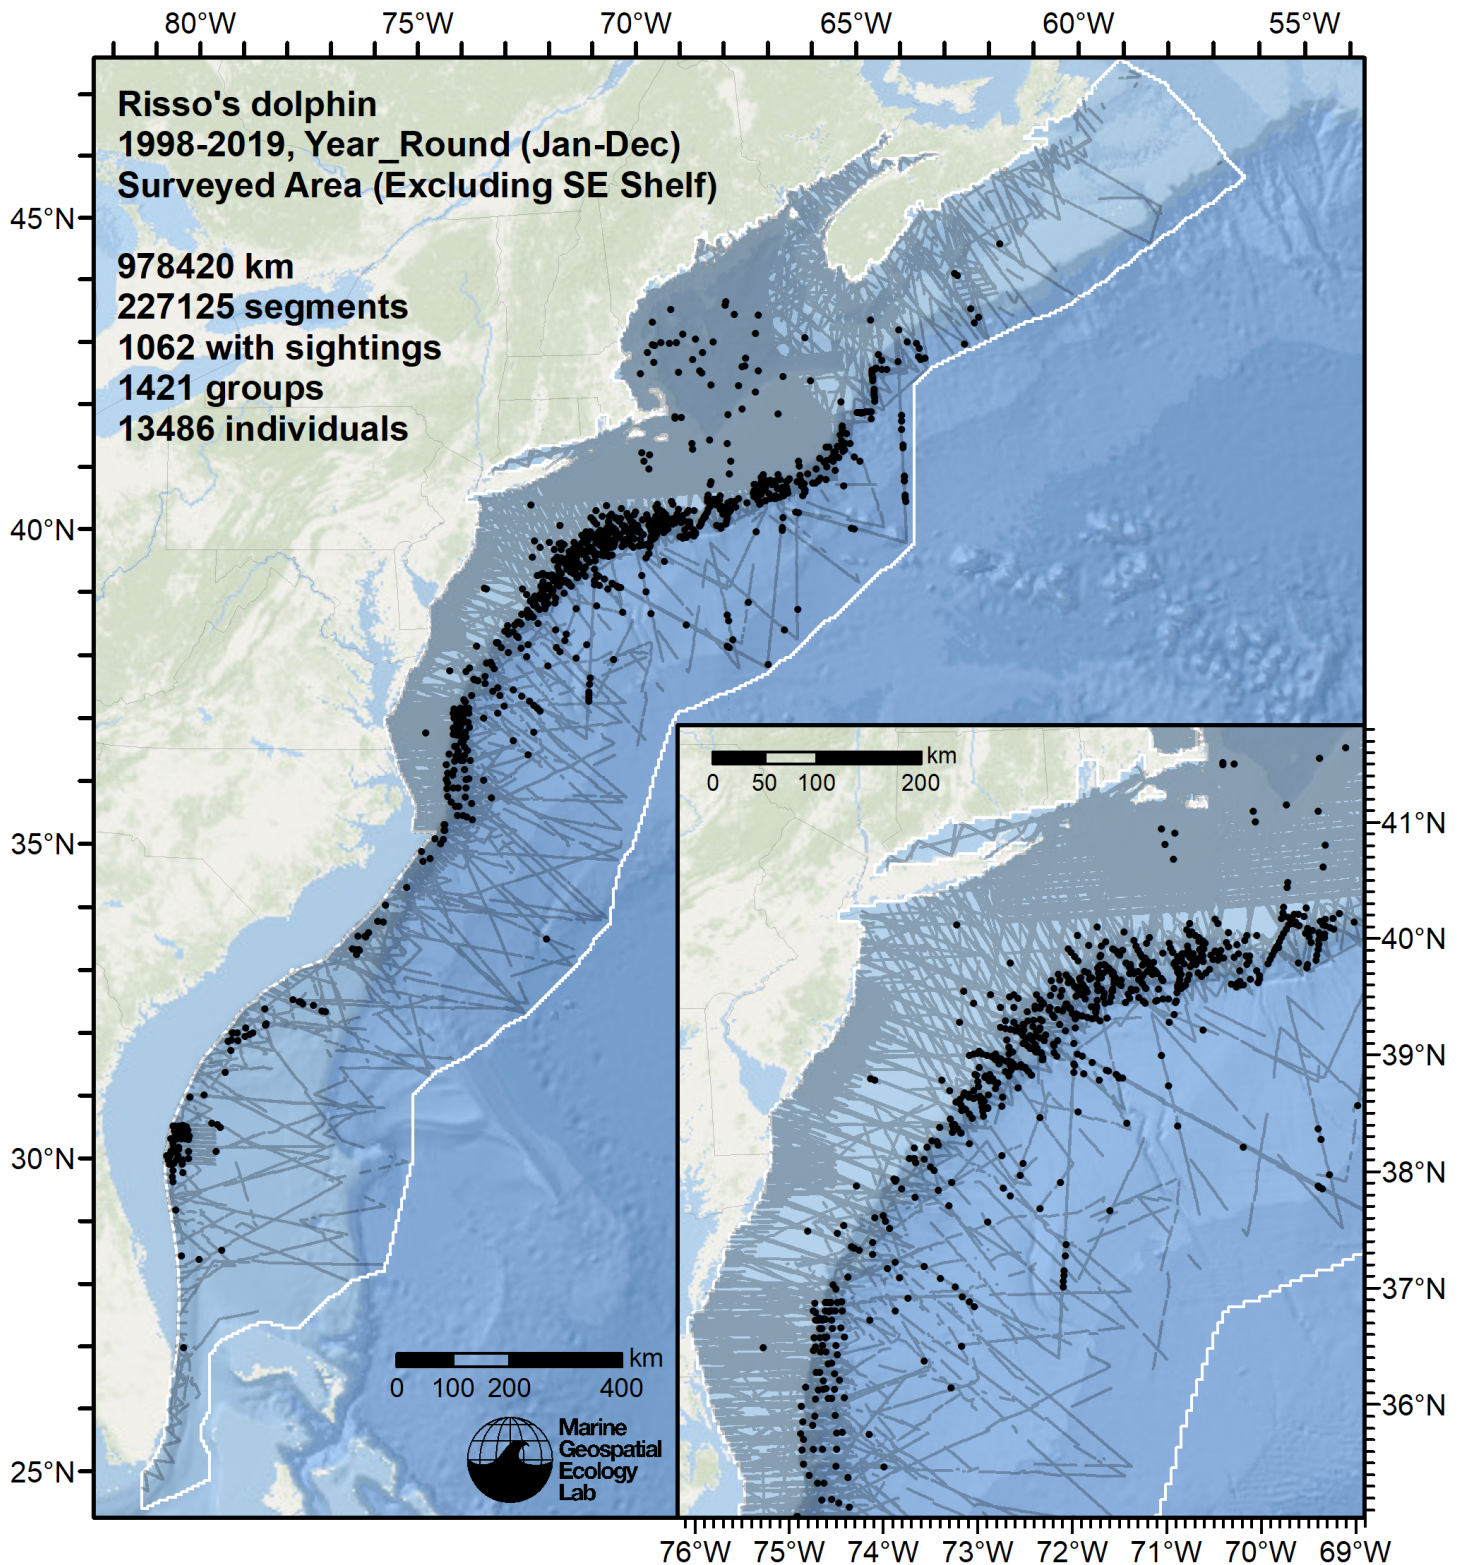 80°W 75°W 70°W 65°W 60°W 55°W
Risso's dolphin
1998-2019, Year_Round (Jan-Dec)
Surveyed Area (Excluding SE Shelf)
978420 km
227125 segments
1062 with sightings
1421 groups
13486 individuals
45°N
40°N
35°N
30°N
25°N
km
0 50 100 200
41°N
40°N
39°N
38°N
37°N
36°N
km
0 100 200 400
Marine
Geospatial
Ecology
Lab
76°W 75°W 74°W 73°W 72°W 71°W 70°W 69°W